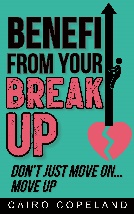 BENEFIT
FROM YOUR
BREAK
UP
DON'T JUST MOVE ON...
MOVE UP
CAIRO COPELAND